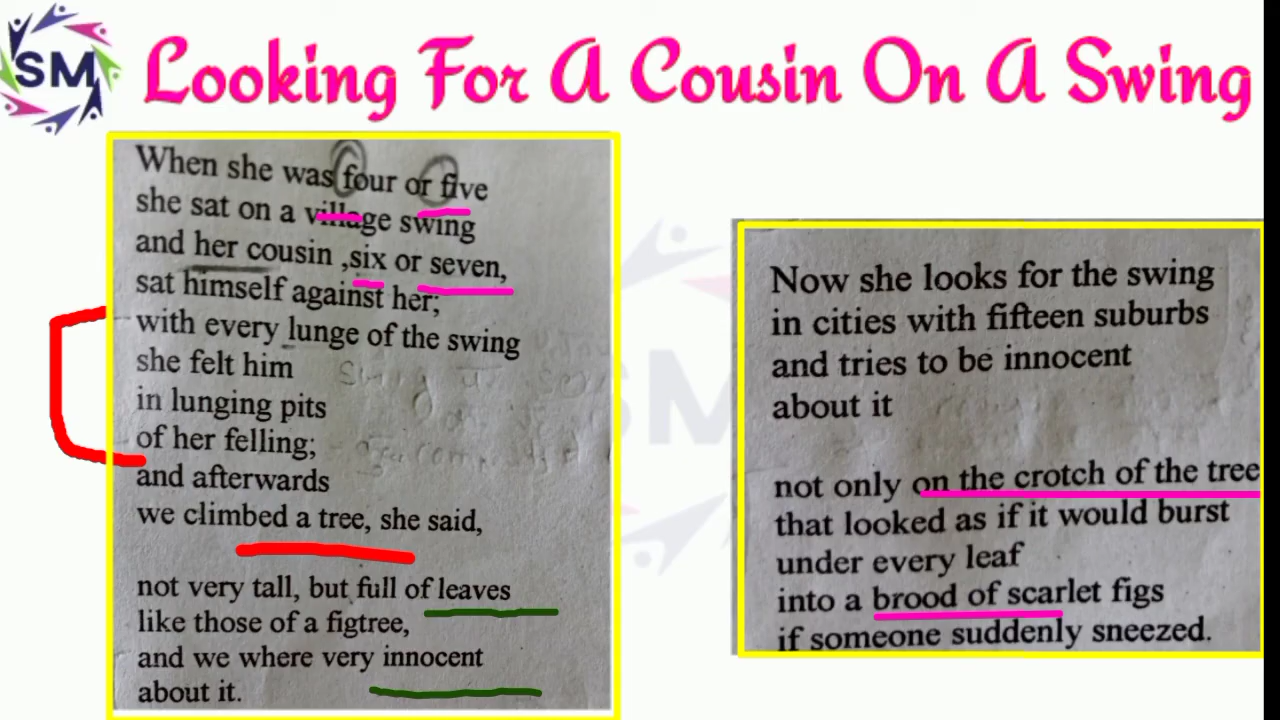 SM
Looking For A Cousin On A Swing
When she was four or five
she sat on a village swing
and her cousin ,six or seven,
sat himself against her;
with every lunge of the swing
she felt him
in lunging pits
of her felling;
and afterwards
we climbed a tree, she said,
not very tall, but full of leaves
like those of a figtree,
and we where very innocent
about it.
Now she looks for the swing
in cities with fifteen suburbs
and tries to be innocent
about it
not only on the crotch of the tree
that looked as if it would burst
under every leaf
into a brood of scarlet figs
if someone suddenly sneezed.